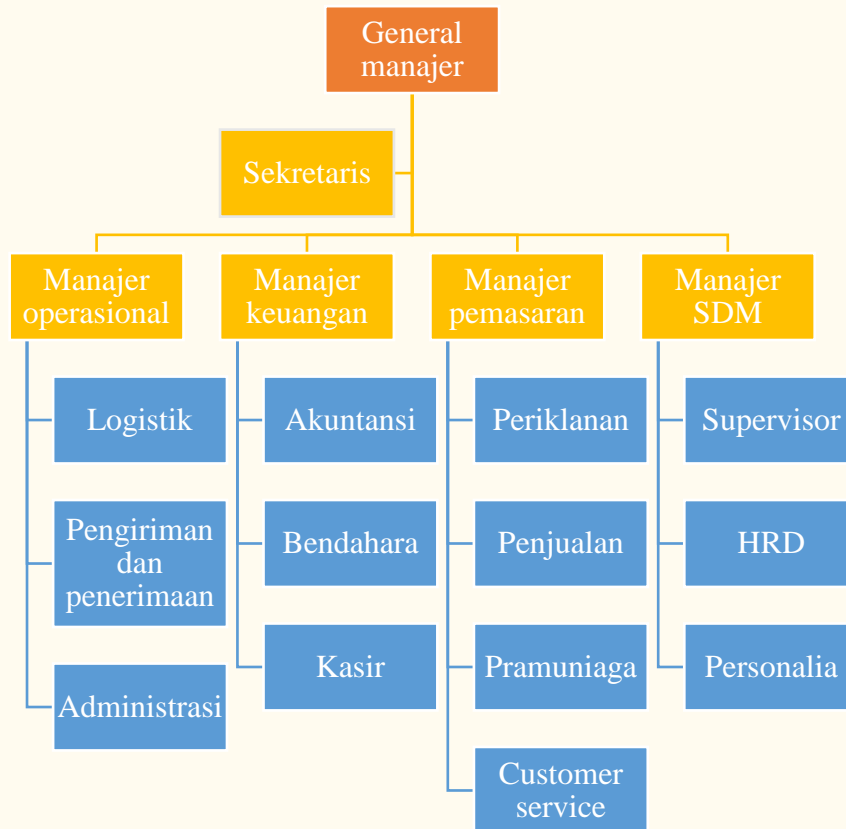 General
manajer
Sekretaris
Manajer
operasional
Manajer
keuangan
Manajer
pemasaran
Manajer
SDM
Logistik
Akuntansi
Periklanan
Supervisor
Pengiriman
dan
penerimaan
Bendahara
Penjualan
HRD
Administrasi
Kasir
Pramuniaga
Personalia
Customer
service